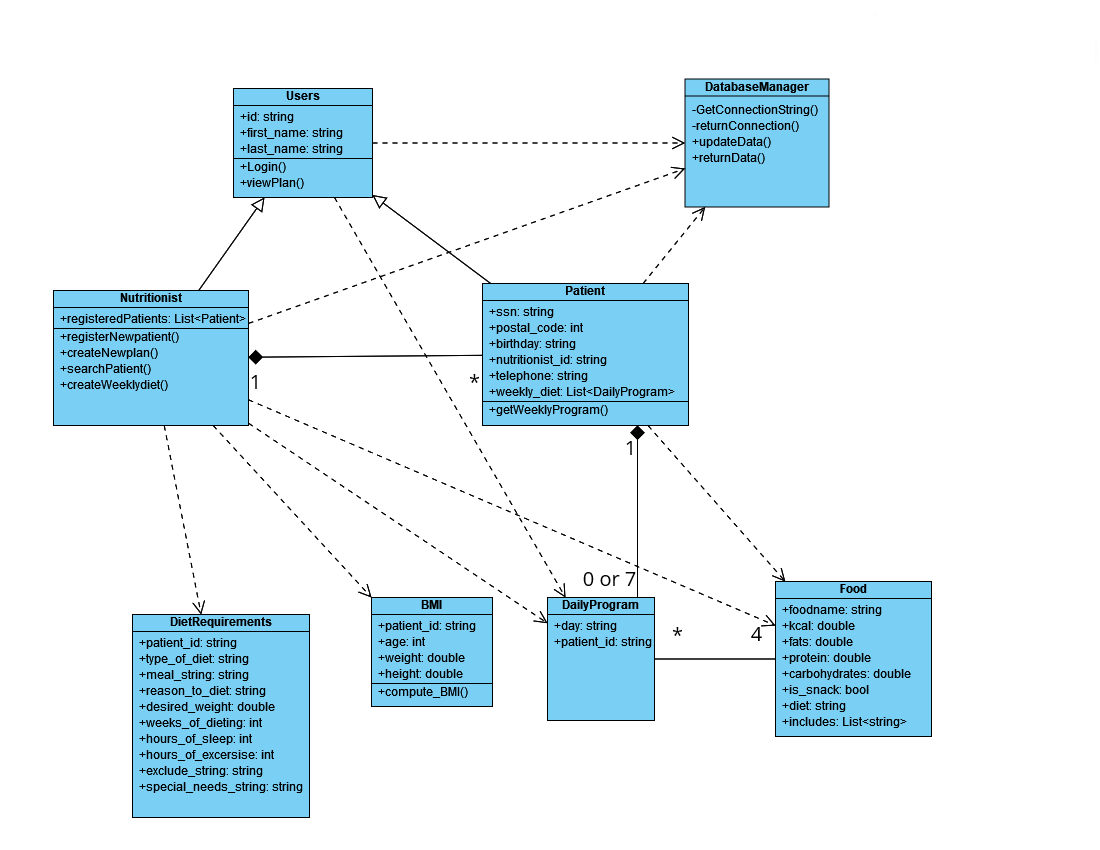 Users
+id: string
+first_name: string
+last_name: string
+Login()
+viewPlan()
DatabaseManager
-GetConnectionString()
-returnConnection()
+updateData()
+returnData()
Nutritionist
+registeredPatients: List<Patient>
+registerNewpatient()
+createNewplan()
+searchPatient()
+createWeeklydiet()
1
*
Patient
+ssn: string
+postal_code: int
+birthday: string
+nutritionist_id: string
+telephone: string
+weekly_diet: List<DailyProgram>
+getWeeklyProgram()
1
0 or 7
DietRequirements
+patient_id: string
+type_of_diet: string
+meal_string: string
+reason_to_diet: string
+desired_weight: double
+weeks_of_dieting: int
+hours_of_sleep: int
+hours_of_excersise: int
+exclude_string: string
+special_needs_string: string
BMI
+patient_id: string
+age: int
+weight: double
+height: double
+compute_BMI()
DailyProgram
+day: string
+patient_id: string
*
4
Food
+foodname: string
+kcal: double
+fats: double
+protein: double
+carbohydrates: double
+is_snack: bool
+diet: string
+includes: List<string>